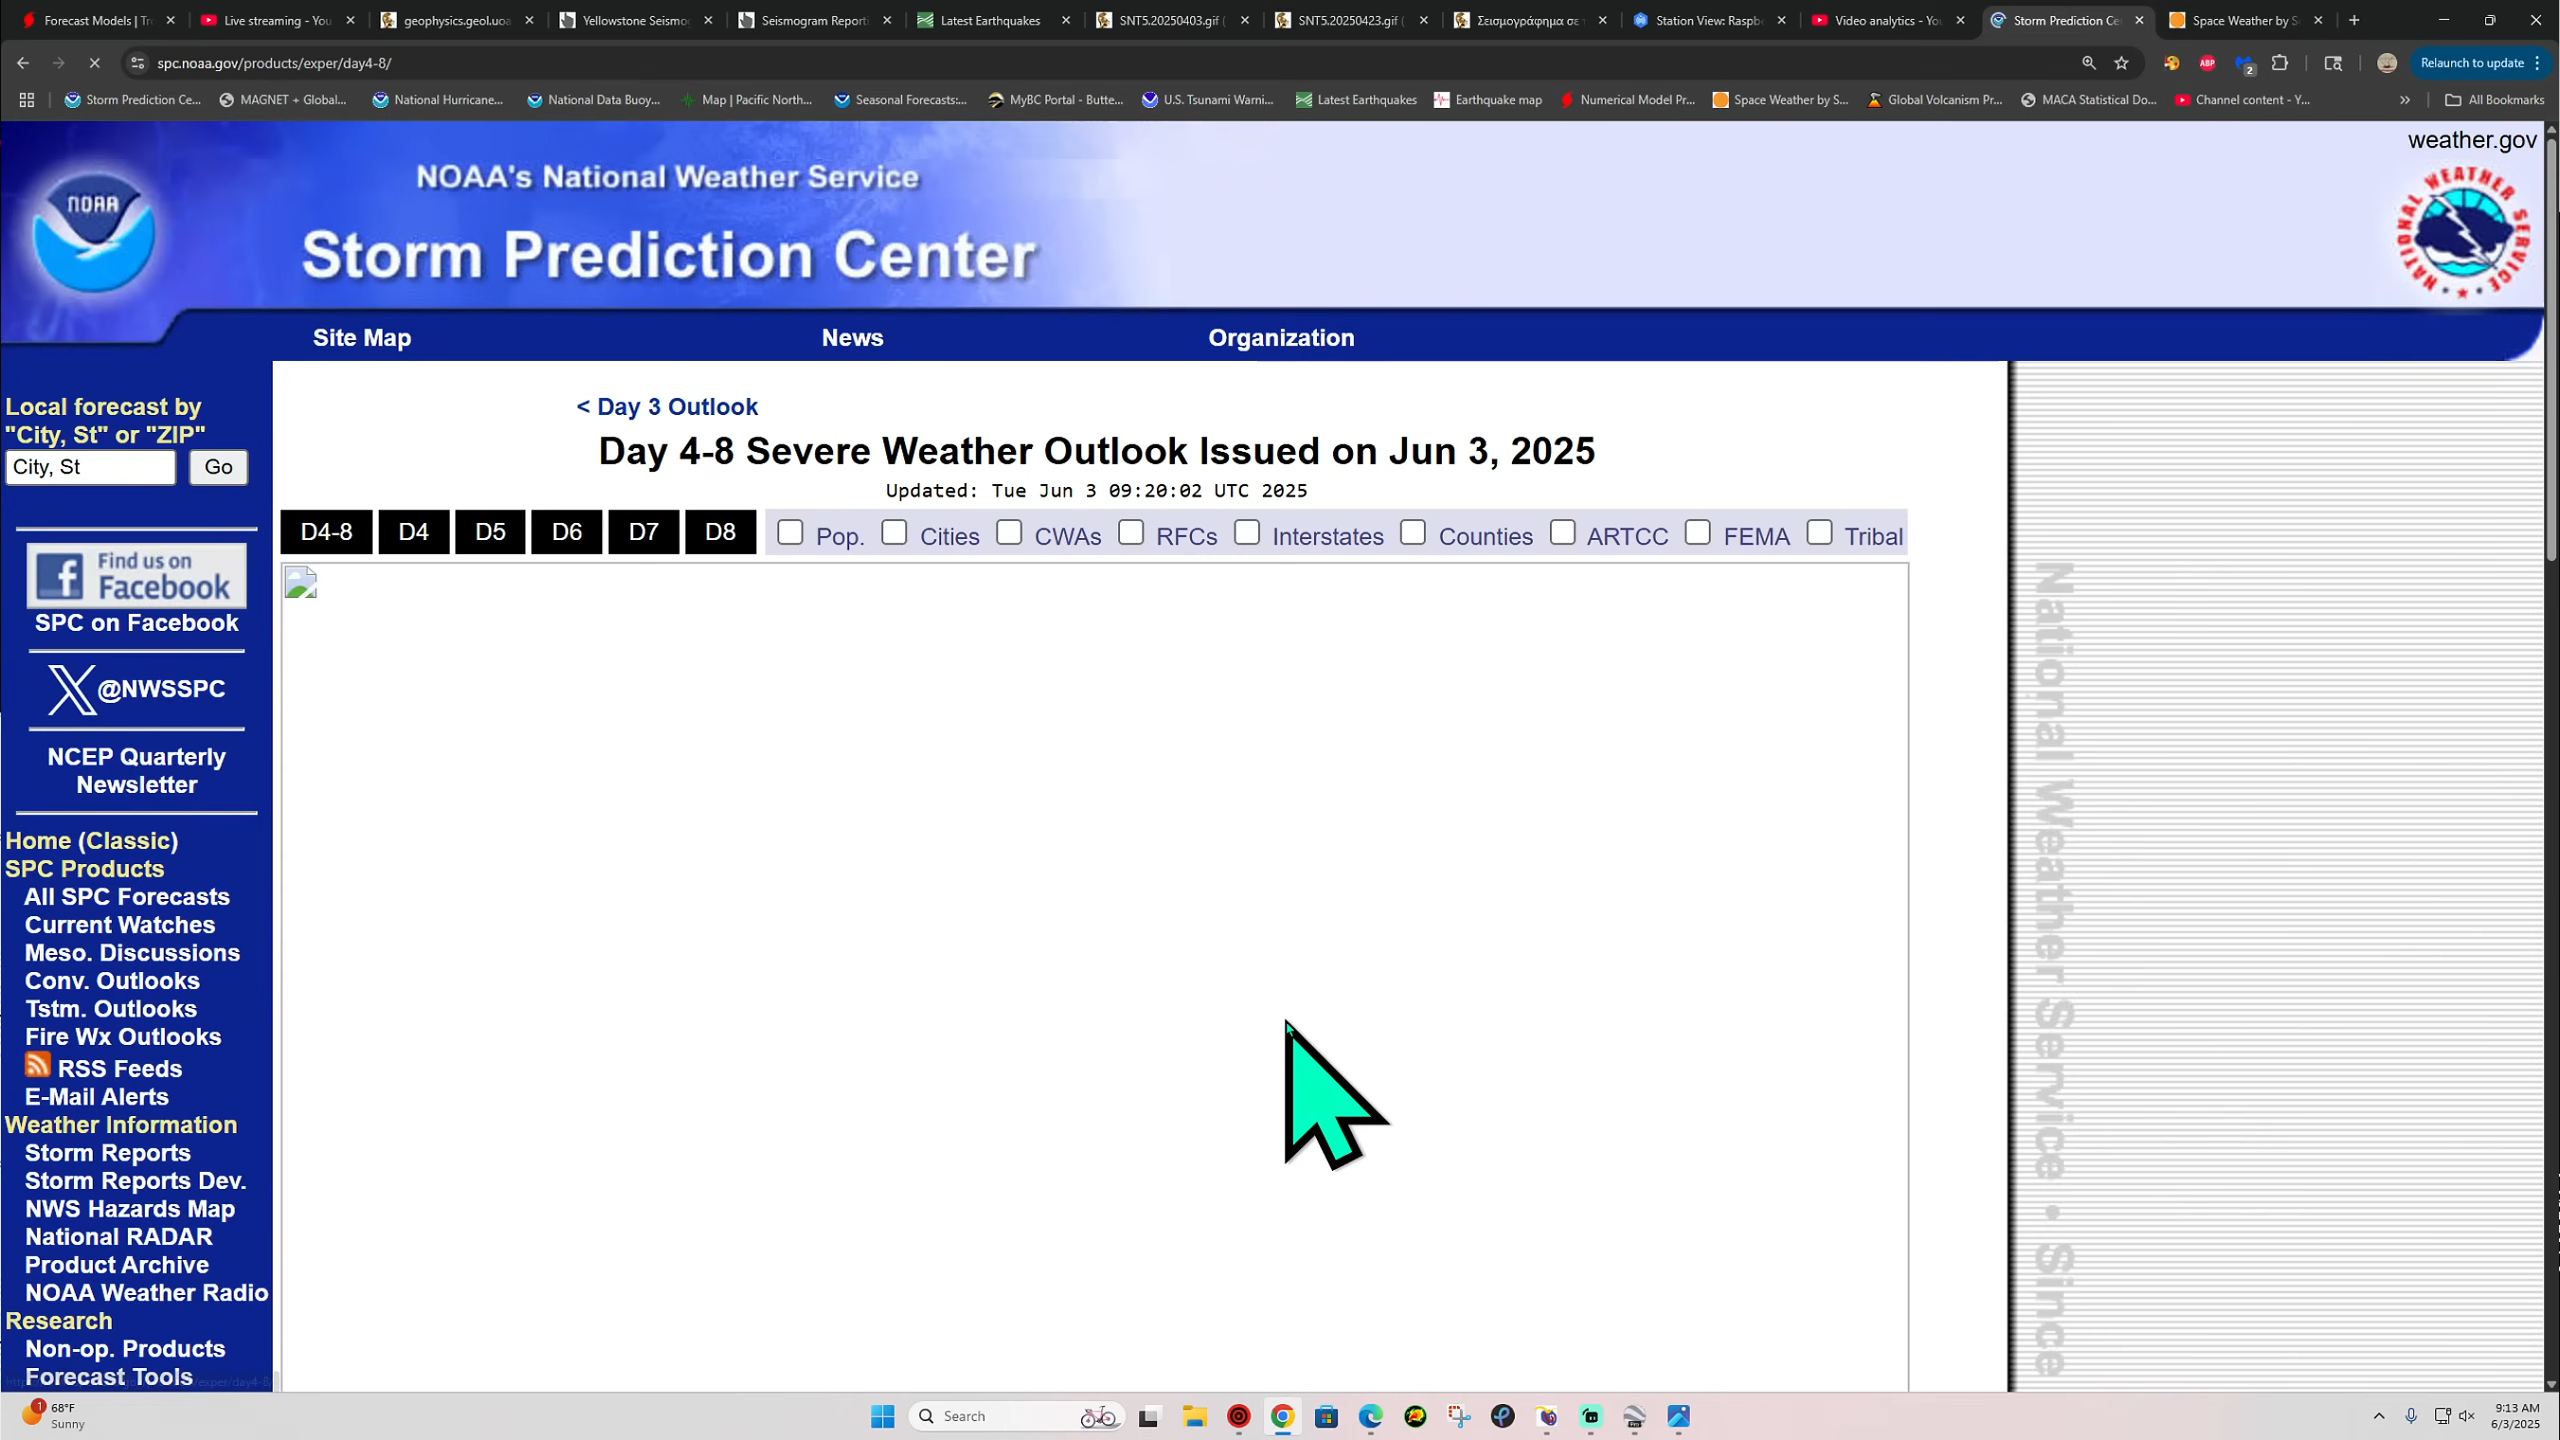 Forecast Models | Tro
Live streaming - You
geophysics.geol.uoa
Yellowstone Seismo
Seismogram Reporti
Latest Earthquakes
SNT5.20250403.gif (
SNT5.20250423.gif (
Σεισμογράφημα σε τ
Station View: Raspb
Video analytics - You
Storm Prediction Ce
Space Weather by S
spc.noaa.gov/products/exper/day4-8/
ABP
2
Relaunch to update
Storm Prediction Ce...
MAGNET + Global...
National Hurricane...
National Data Buoy...
Map | Pacific North...
Seasonal Forecasts:...
MyBC Portal - Butte...
U.S. Tsunami Warni...
Latest Earthquakes
Earthquake map
Numerical Model Pr...
Space Weather by S...
Global Volcanism Pr...
MACA Statistical Do...
Channel content - Y...
All Bookmarks
weather.gov
NOAA
NOAA's National Weather Service
Storm Prediction Center
NATIONAL WEATHER SERVICE
Site Map
News
Organization
Local forecast by
"City, St" or "ZIP"
City, St
Go
Find us on
Facebook
SPC on Facebook
@NWSSPC
NCEP Quarterly
Newsletter
Home (Classic)
SPC Products
All SPC Forecasts
Current Watches
Meso. Discussions
Conv. Outlooks
Tstm. Outlooks
Fire Wx Outlooks
RSS Feeds
E-Mail Alerts
Weather Information
Storm Reports
Storm Reports Dev.
NWS Hazards Map
National RADAR
Product Archive
NOAA Weather Radio
Research
Non-op. Products
Forecast Tools
< Day 3 Outlook
Day 4-8 Severe Weather Outlook Issued on Jun 3, 2025
Updated: Tue Jun 3 09:20:02 UTC 2025
D4-8 D4 D5 D6 D7 D8 Pop. Cities CWAs RFCs Interstates Counties ARTCC FEMA Tribal
National Weather Service • Since
1
68°F
Sunny
Search
9:13 AM
6/3/2025